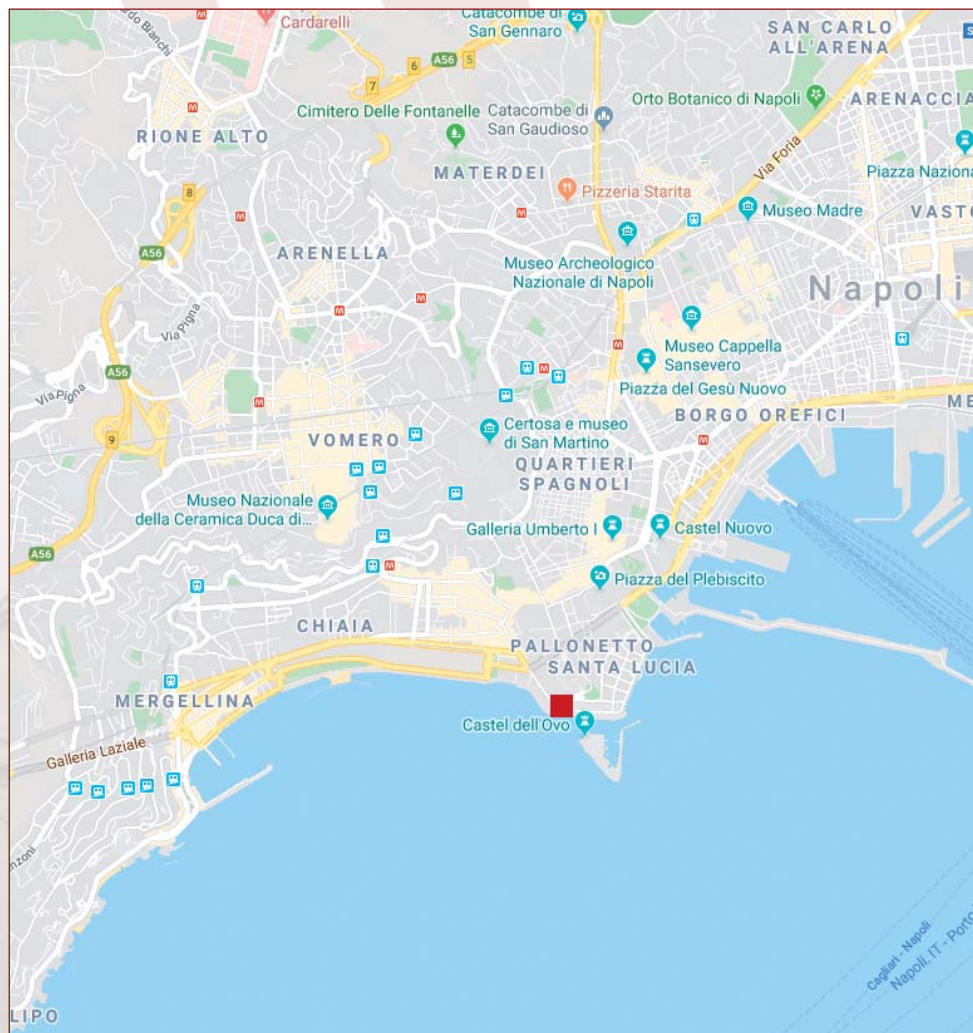 Cardarelli
Catacombe di
San Gennaro
SAN CARLO
ALL'ARENA
A56
5
6
7
Cimitero Delle Fontanelle
Catacombe di
San Gaudioso
Orto Botanico di Napoli
ARENACCIA
RIONE ALTO
Via Foria
MATERDEI
Piazza Naziona
Pizzeria Starita
8
Museo Madre
VASTO
A56
ARENELLA
Museo Archeologico
Nazionale di Napoli
Napoli
Via Pigna
Museo Cappella
Sansevero
A56
Piazza del Gesù Nuovo
Via Pigna
BORGO OREFICI
ME
9
VOMERO
Certosa e museo
di San Martino
QUARTIERI
SPAGNOLI
Museo Nazionale
della Ceramica Duca di...
Galleria Umberto I
Castel Nuovo
A56
Piazza del Plebiscito
CHIAIA
PALLONETTO
SANTA LUCIA
MERGELLINA
Castel dell'Ovo
Galleria Laziale
Cagliari - Napoli
Napoli, IT - Porto
LIPO